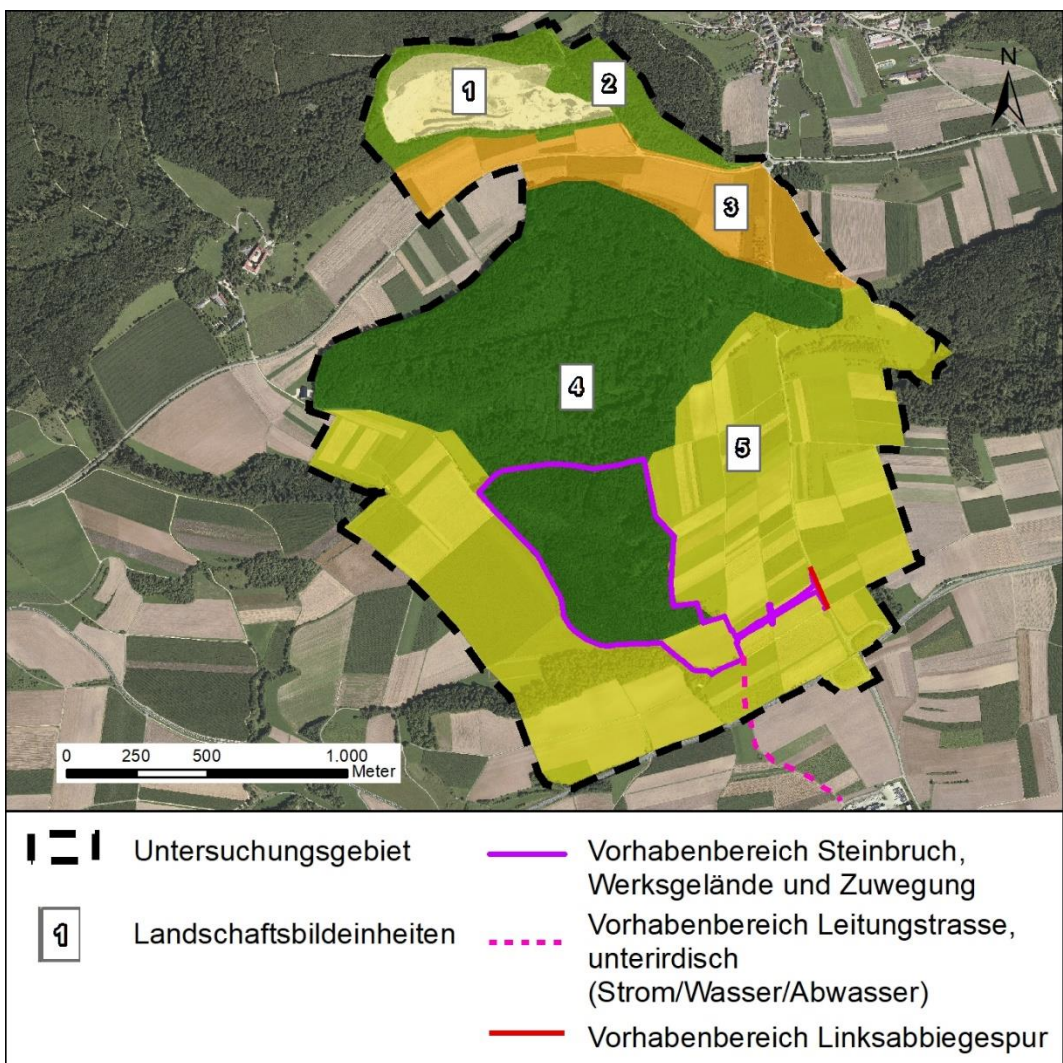 N
1
2
3
4
5
0 250 500 1.000
Meter
Untersuchungsgebiet
1 Landschaftsbildeinheiten
Vorhabenbereich Steinbruch,
Werksgelände und Zuwegung
Vorhabenbereich Leitungstrasse,
unterirdisch
(Strom/Wasser/Abwasser)
Vorhabenbereich Linksabbiegespur